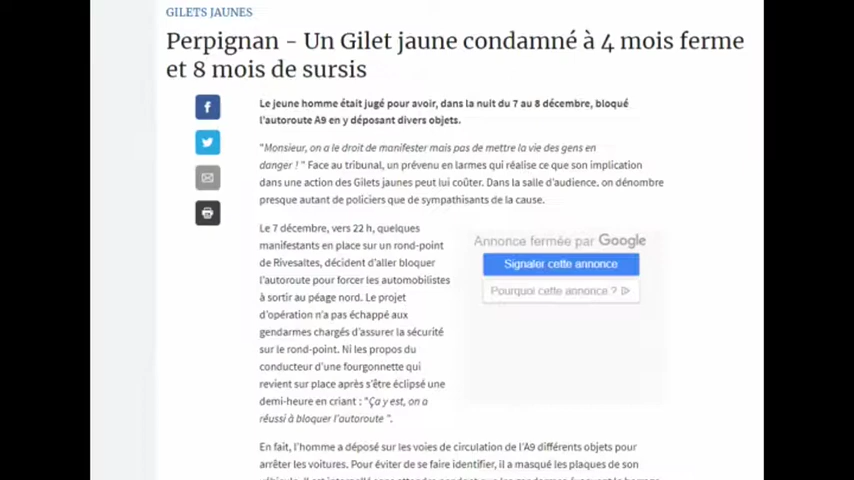 GILETS JAUNES
Perpignan - Un Gilet jaune condamné à 4 mois ferme
et 8 mois de sursis
Le jeune homme était jugé pour avoir, dans la nuit du 7 au 8 décembre, bloqué
l'autoroute A9 en y déposant divers objets.
"Monsieur, on a le droit de manifester mais pas de mettre la vie des gens en
danger ! " Face au tribunal, un prévenu en larmes qui réalise ce que son implication
dans une action des Gilets jaunes peut lui coûter. Dans la salle d'audience, on dénombre
presque autant de policiers que de sympathisants de la cause.
Le 7 décembre, vers 22 h, quelques
manifestants en place sur un rond-point
de Rivesaltes, décident d'aller bloquer
l'autoroute pour forcer les automobilistes
à sortir au péage nord. Le projet
d'opération n'a pas échappé aux
gendarmes chargés d'assurer la sécurité
sur le rond-point. Ni les propos du
conducteur d'une fourgonnette qui
revient sur place après s'être éclipsé une
demi-heure en criant : "Ça y est, on a
réussi à bloquer l'autoroute ".
Annonce fermée par Google
Signaler cette annonce
Pourquoi cette annonce ?
En fait, l'homme a déposé sur les voies de circulation de l'A9 différents objets pour
arrêter les voitures. Pour éviter de se faire identifier, il a masqué les plaques de son